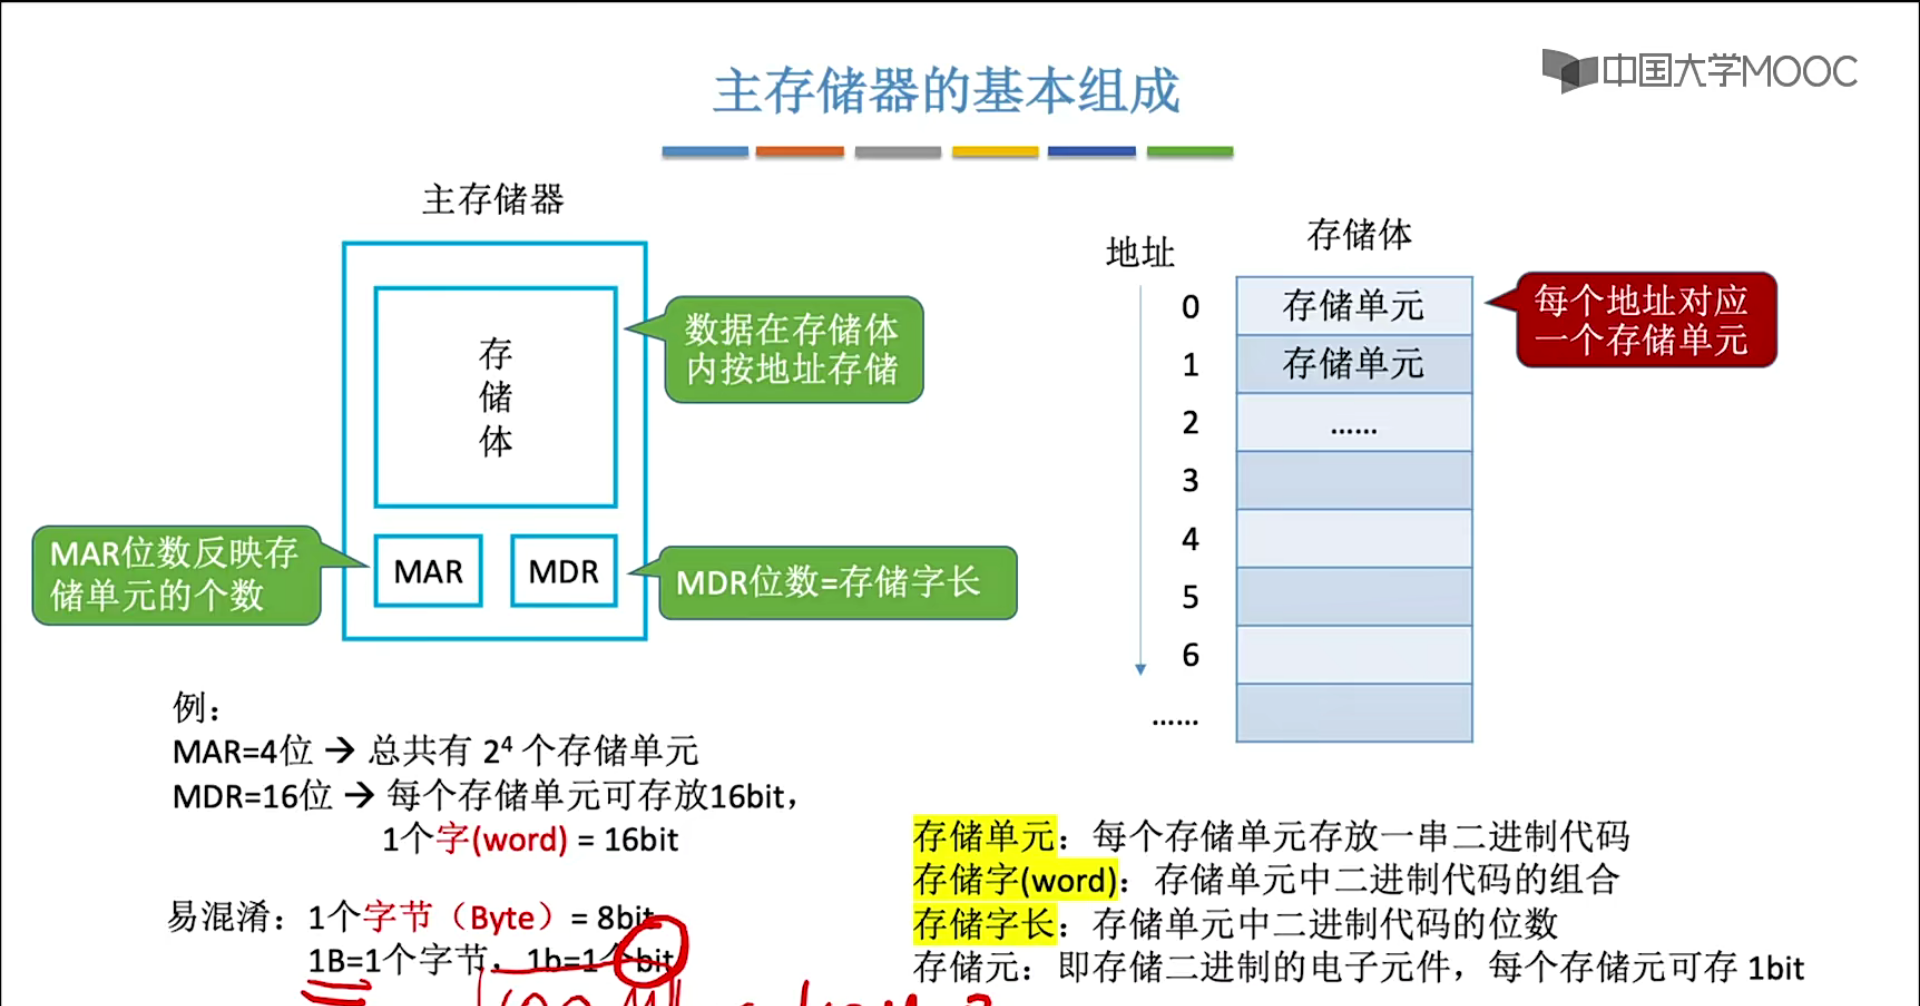 中国大学MOOC
主存储器的基本组成
主存储器
存
储
体
数据在存储体
内按地址存储
MAR位数反映存
储单元的个数
MAR
MDR
MDR位数=存储字长
地址
存储体
0
存储单元
每个地址对应
一个存储单元
1
存储单元
2
……
3
4
5
6
……
例：
MAR=4位 → 总共有 2⁴ 个存储单元
MDR=16位 → 每个存储单元可存放16bit，
1个字(word) = 16bit
易混淆：1个字节（Byte）= 8bit
1B=1个字节，1b=1个bit
存储单元：每个存储单元存放一串二进制代码
存储字(word)：存储单元中二进制代码的组合
存储字长：存储单元中二进制代码的位数
存储元：即存储二进制的电子元件，每个存储元可存 1bit